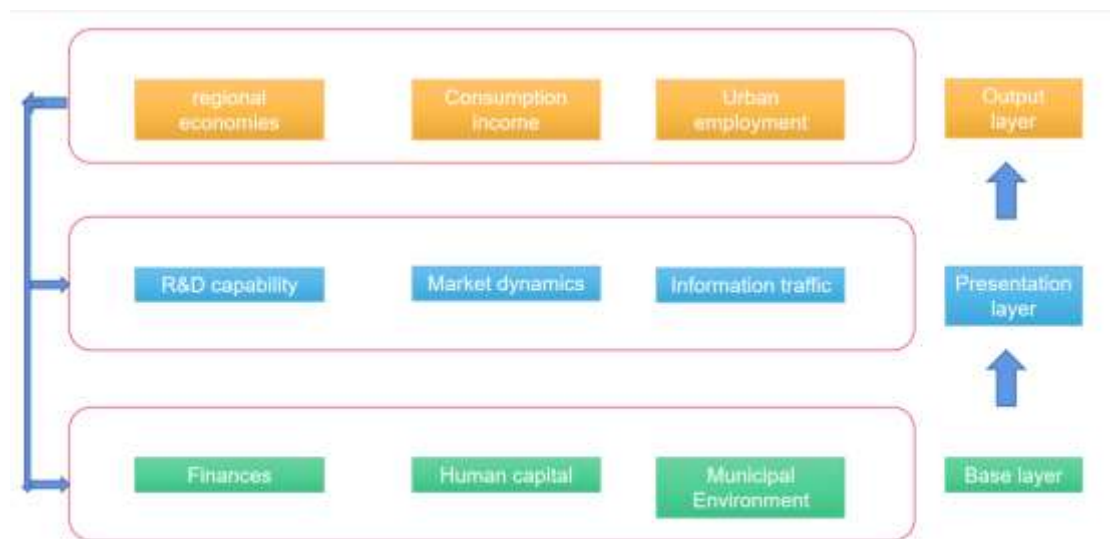 regional
economies
Consumption
income
Urban
employment
Output
layer
R&D capability
Market dynamics
Information traffic
Presentation
layer
Finances
Human capital
Municipal
Environment
Base layer